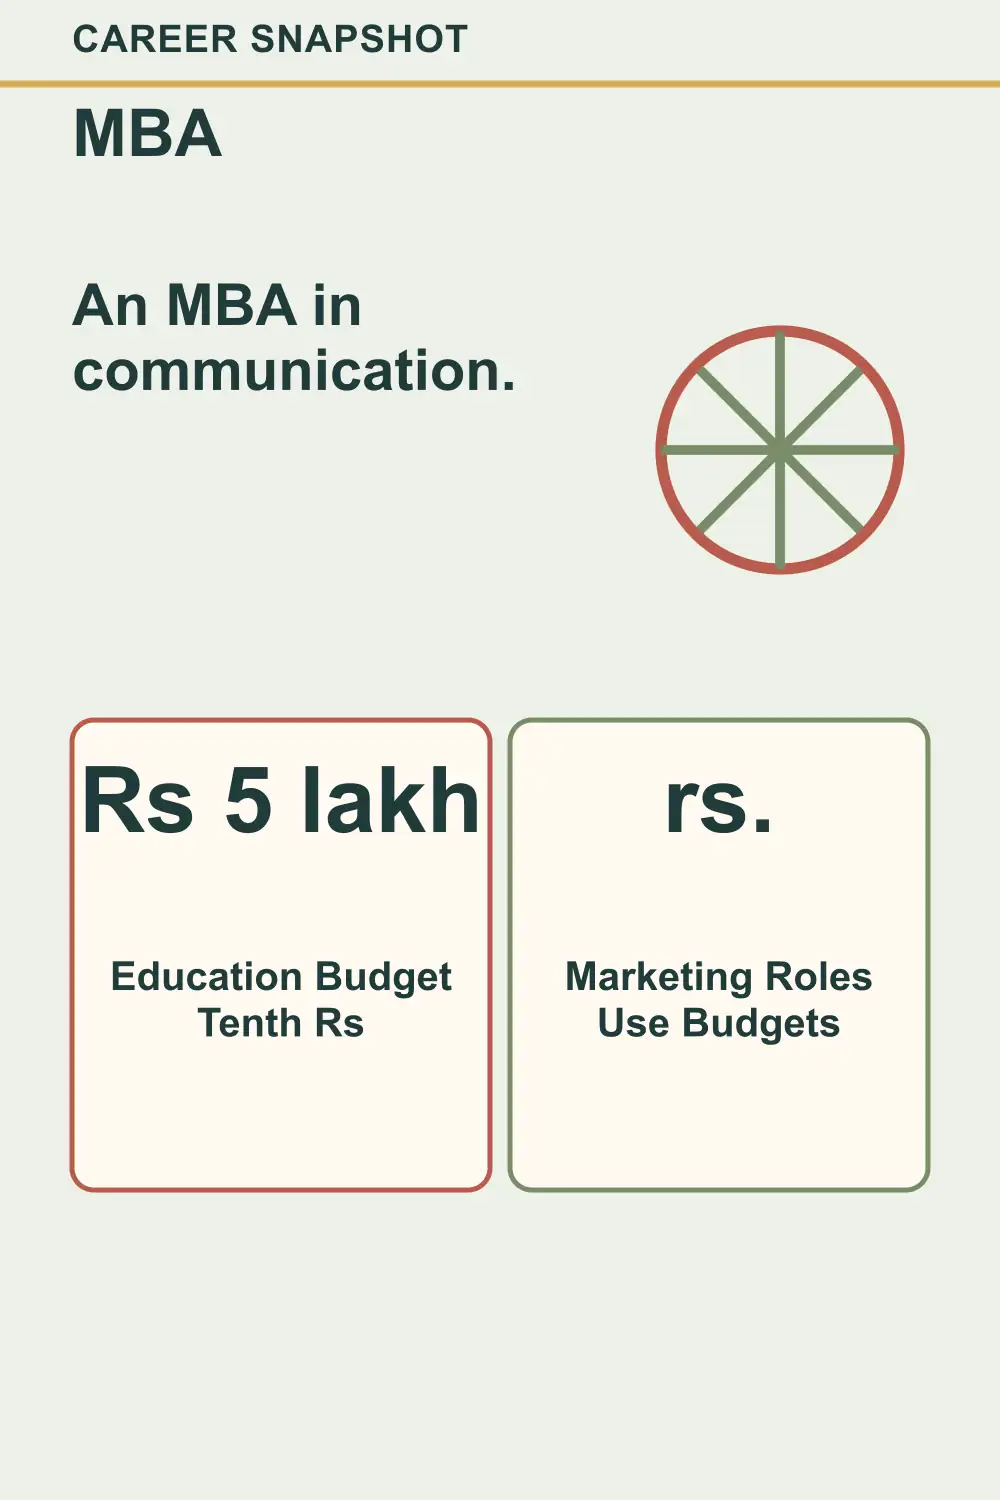 CAREER SNAPSHOT
MBA
An MBA in
communication.
Rs 5 lakh
Education Budget
Tenth Rs
rs.
Marketing Roles
Use Budgets